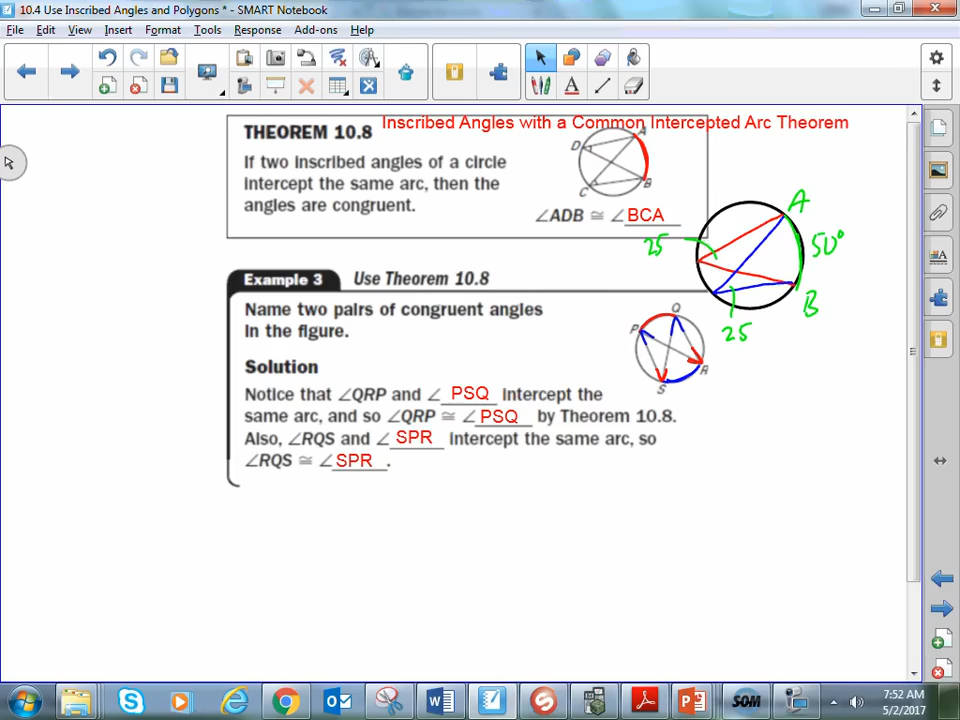 10.4 Use Inscribed Angles and Polygons * - SMART Notebook
File Edit View Insert Format Tools Response Add-ons Help
THEOREM 10.8 Inscribed Angles with a Common Intercepted Arc Theorem
If two inscribed angles of a circle
intercept the same arc, then the
angles are congruent.
D
A
C
B
∠ADB ≅ ∠BCA
A
25
50°
B
25
Example 3 Use Theorem 10.8
Name two pairs of congruent angles
in the figure.
Q
P
R
S
Solution
Notice that ∠QRP and ∠ PSQ intercept the
same arc, and so ∠QRP ≅ ∠PSQ by Theorem 10.8.
Also, ∠RQS and ∠ SPR intercept the same arc, so
∠RQS ≅ ∠SPR.
SOM
7:52 AM
5/2/2017